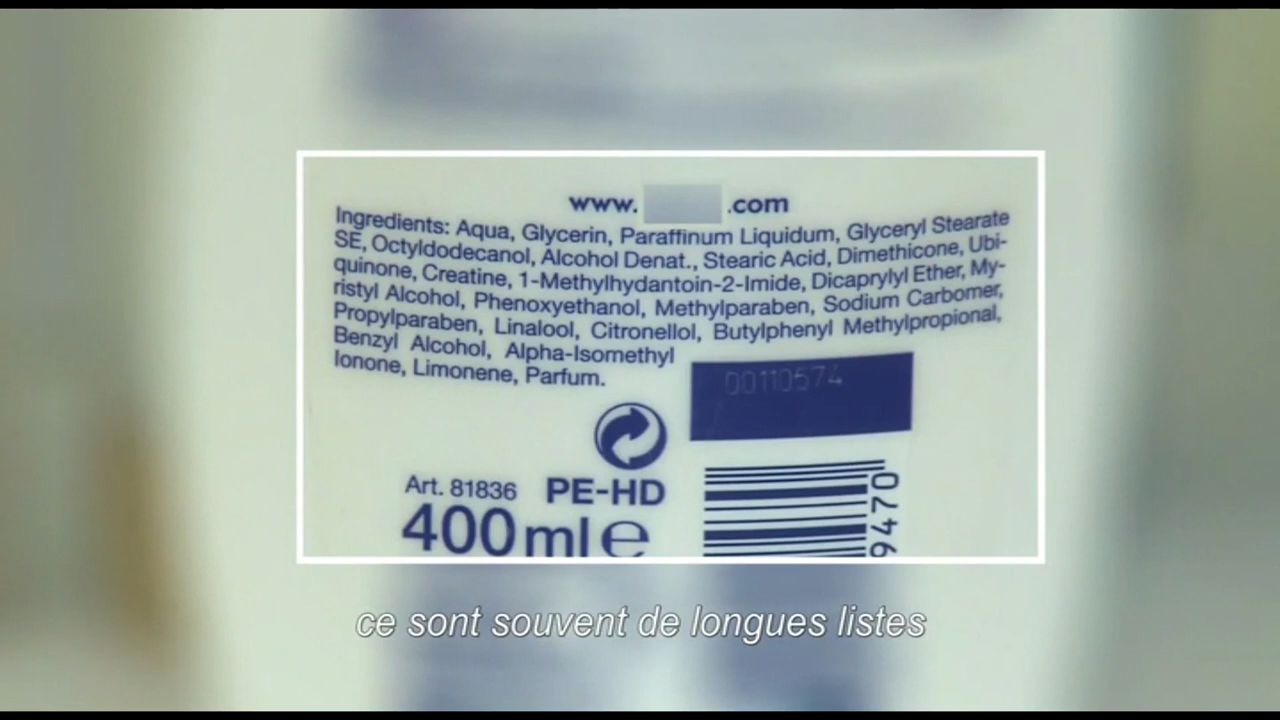 www. .com
Ingredients: Aqua, Glycerin, Paraffinum Liquidum, Glyceryl Stearate
SE, Octyldodecanol, Alcohol Denat., Stearic Acid, Dimethicone, Ubi-
quinone, Creatine, 1-Methylhydantoin-2-Imide, Dicaprylyl Ether, My-
ristyl Alcohol, Phenoxyethanol, Methylparaben, Sodium Carbomer,
Propylparaben, Linalool, Citronellol, Butylphenyl Methylpropional,
Benzyl Alcohol, Alpha-Isomethyl
Ionone, Limonene, Parfum.
00110574
Art. 81836 PE-HD
400 ml e
9470
ce sont souvent de longues listes